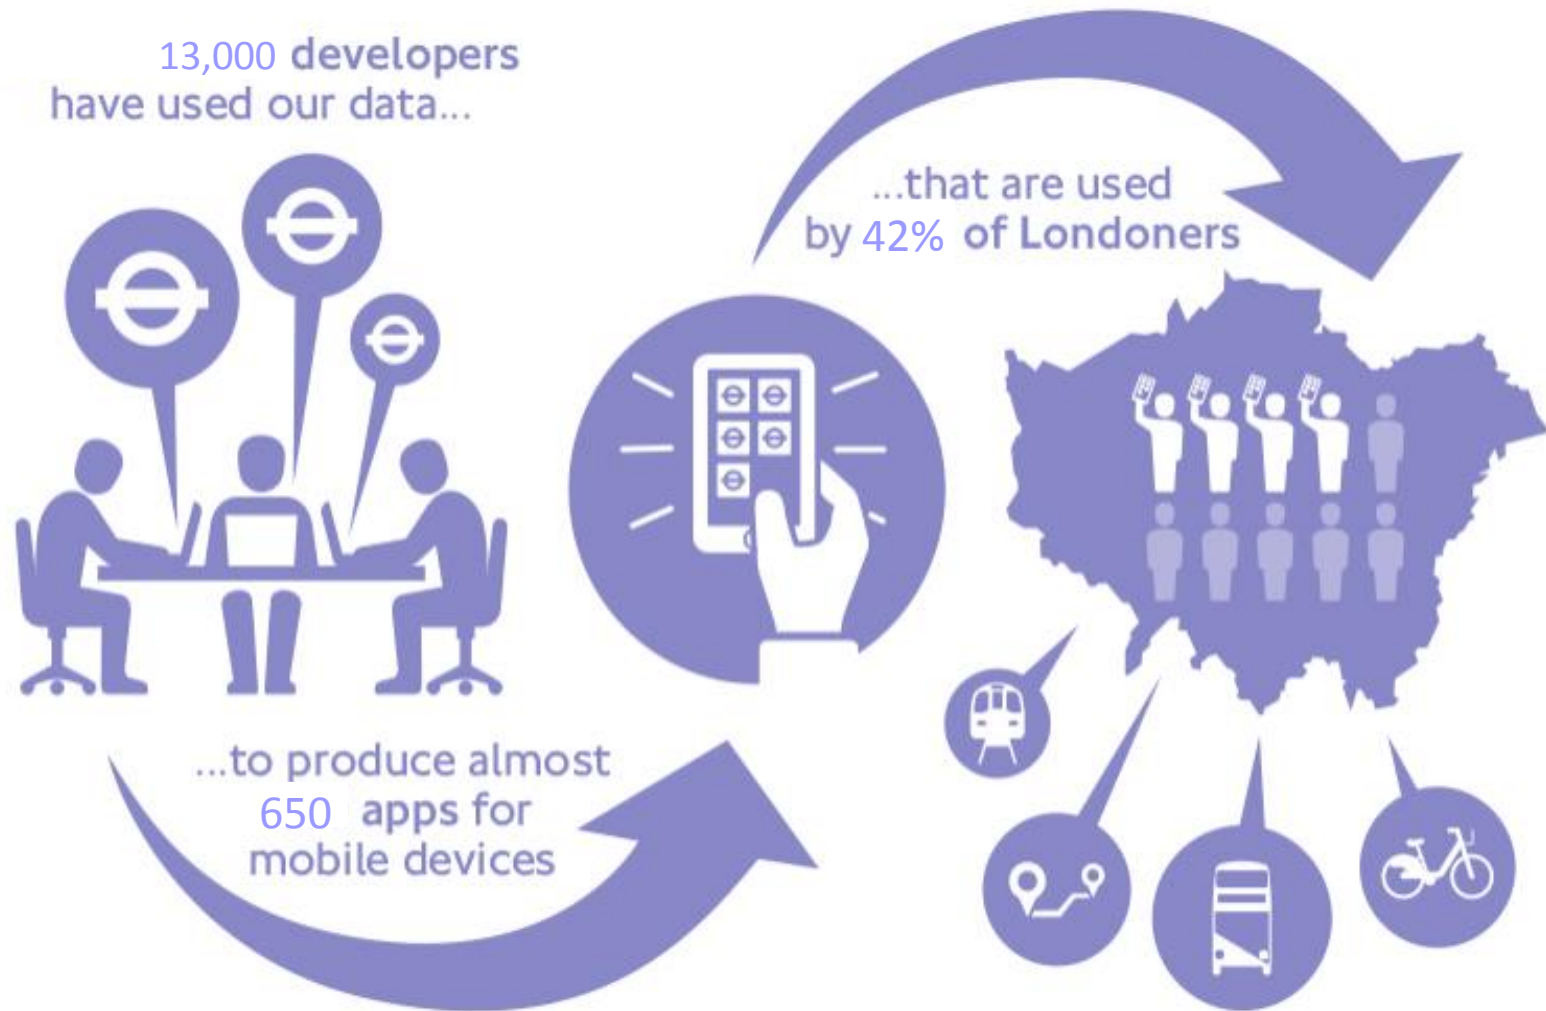 13,000 developers
have used our data...
...to produce almost
650 apps for
mobile devices
...that are used
by 42% of Londoners